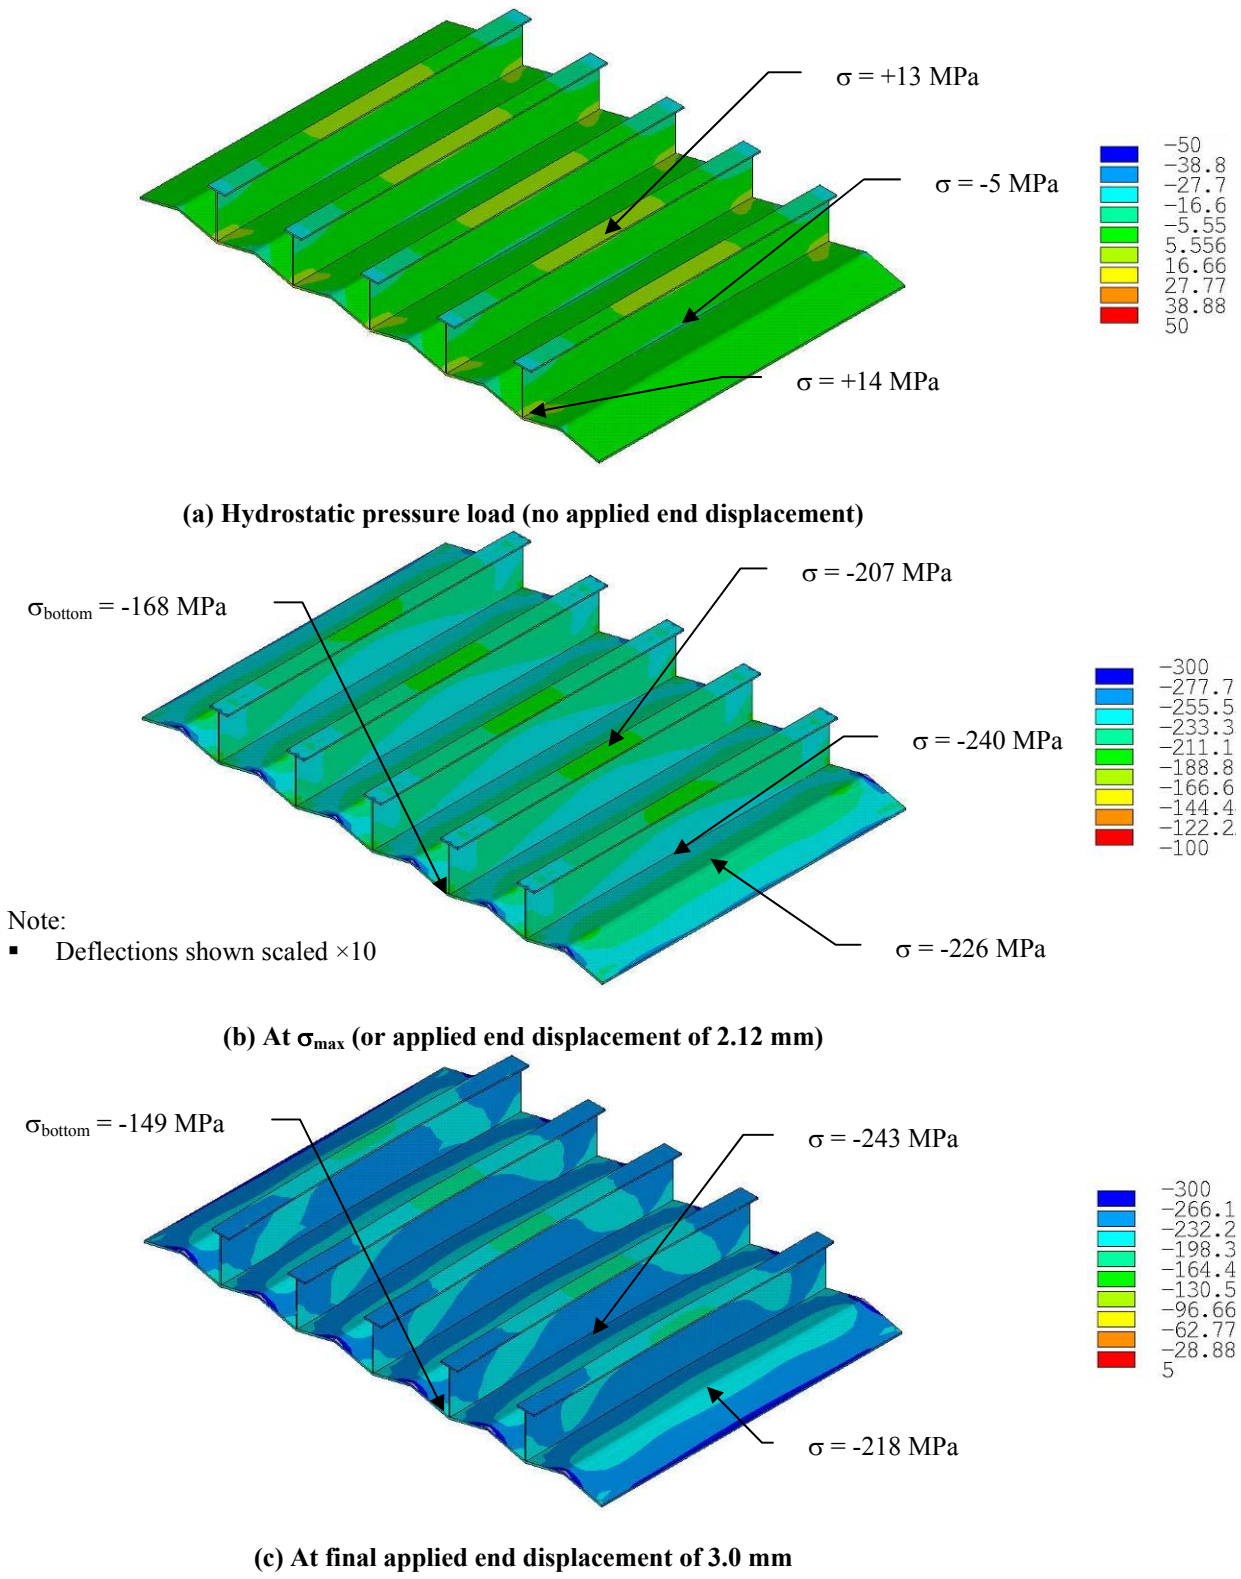 σ = +13 MPa
σ = -5 MPa
σ = +14 MPa
-50
-38.8
-27.7
-16.6
-5.55
5.556
16.66
27.77
38.88
50
(a) Hydrostatic pressure load (no applied end displacement)
σ = -207 MPa
σbottom = -168 MPa
σ = -240 MPa
σ = -226 MPa
-300
-277.7
-255.5
-233.3
-211.1
-188.8
-166.6
-144.4
-122.2
-100
Note:
▪ Deflections shown scaled ×10
(b) At σmax (or applied end displacement of 2.12 mm)
σbottom = -149 MPa
σ = -243 MPa
σ = -218 MPa
-300
-266.1
-232.2
-198.3
-164.4
-130.5
-96.66
-62.77
-28.88
5
(c) At final applied end displacement of 3.0 mm